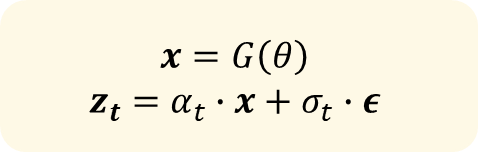 x = G(θ)
z_t = α_t · x + σ_t · ϵ